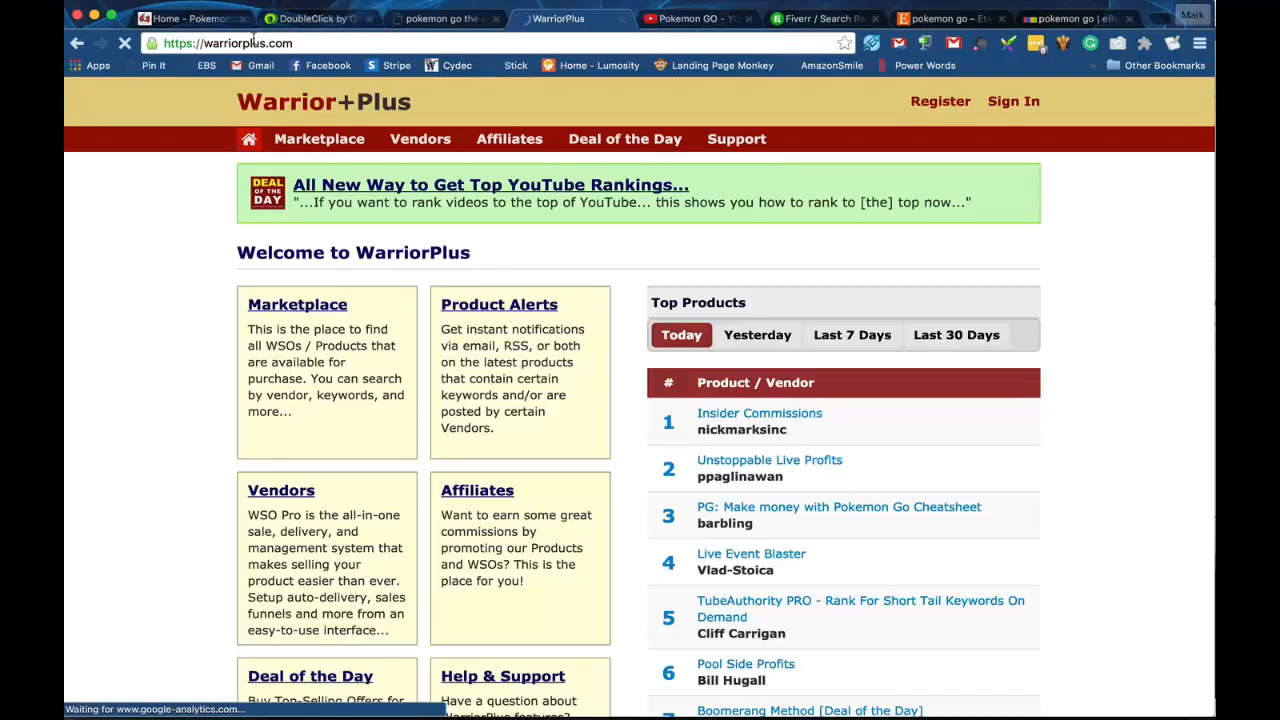 Home - Pokemon
DoubleClick by G
pokemon go the e
WarriorPlus
Pokemon GO - YO
Fiverr / Search Re
pokemon go – Ets
pokemon go | eBa
Mark
https://warriorplus.com
Apps
Pin It
EBS
Gmail
Facebook
Stripe
Cydec
Stick
Home - Lumosity
Landing Page Monkey
AmazonSmile
Power Words
»
Other Bookmarks
Warrior+Plus
Register
Sign In
Marketplace
Vendors
Affiliates
Deal of the Day
Support
DEAL
OF THE
DAY
All New Way to Get Top YouTube Rankings...
"...If you want to rank videos to the top of YouTube... this shows you how to rank to [the] top now..."
Welcome to WarriorPlus
Marketplace
This is the place to find
all WSOs / Products that
are available for
purchase. You can search
by vendor, keywords, and
more...
Product Alerts
Get instant notifications
via email, RSS, or both
on the latest products
that contain certain
keywords and/or are
posted by certain
Vendors.
Vendors
WSO Pro is the all-in-one
sale, delivery, and
management system that
makes selling your
product easier than ever.
Setup auto-delivery, sales
funnels and more from an
easy-to-use interface...
Affiliates
Want to earn some great
commissions by
promoting our Products
and WSOs? This is the
place for you!
Deal of the Day
Buy Top-Selling Offers for
Help & Support
Have a question about
WarriorPlus features?
Top Products
Today
Yesterday
Last 7 Days
Last 30 Days
# Product / Vendor
1 Insider Commissions
nickmarksinc
2 Unstoppable Live Profits
ppaglinawan
3 PG: Make money with Pokemon Go Cheatsheet
barbling
4 Live Event Blaster
Vlad-Stoica
5 TubeAuthority PRO - Rank For Short Tail Keywords On
Demand
Cliff Carrigan
6 Pool Side Profits
Bill Hugall
Boomerang Method [Deal of the Day]
Waiting for www.google-analytics.com...